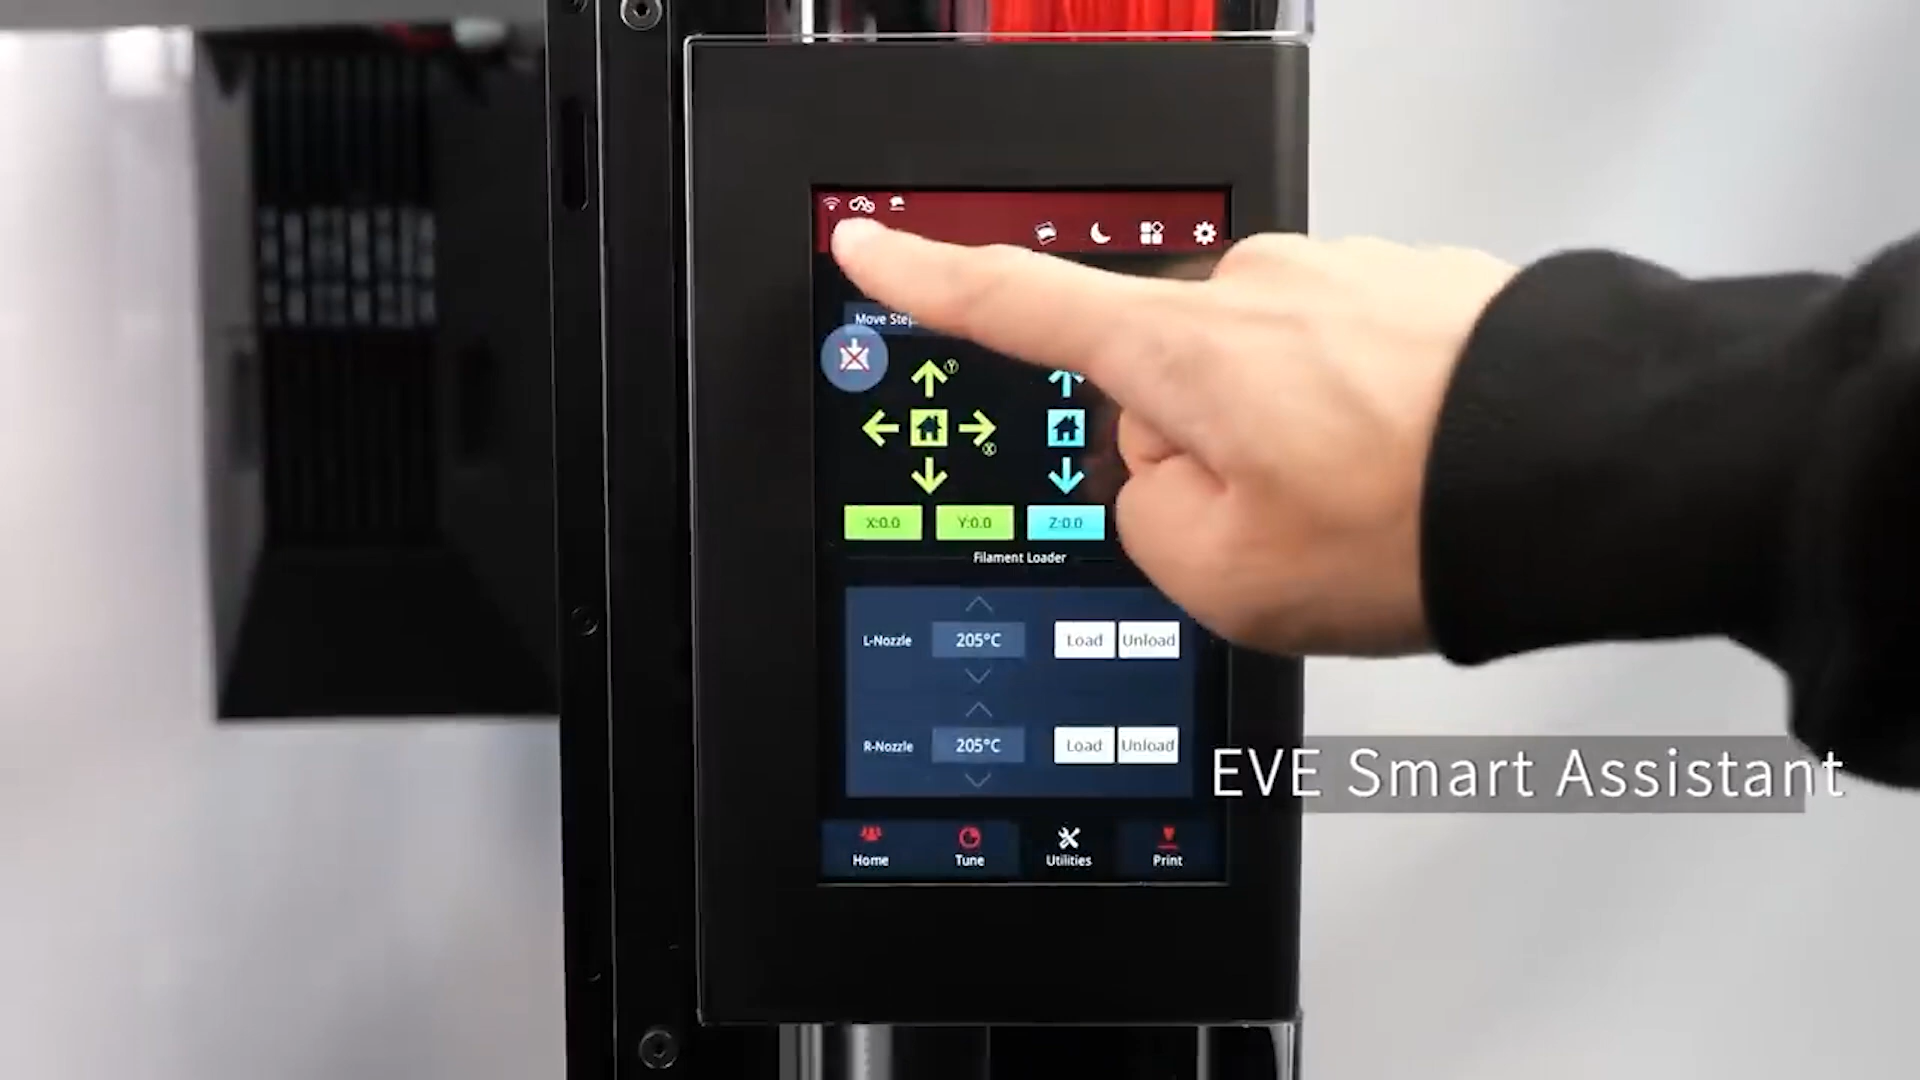 Move Step
Y
X
X:0.0 Y:0.0 Z:0.0
Filament Loader
L-Nozzle 205°C Load Unload
R-Nozzle 205°C Load Unload
EVE Smart Assistant
Home Tune Utilities Print